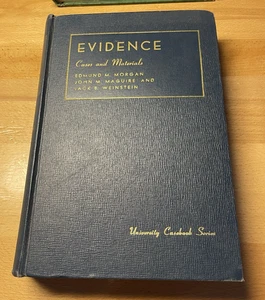 EVIDENCE
Cases and Materials
EDMUND M. MORGAN
JOHN M. MAGUIRE AND
JACK B. WEINSTEIN
University Casebook Series